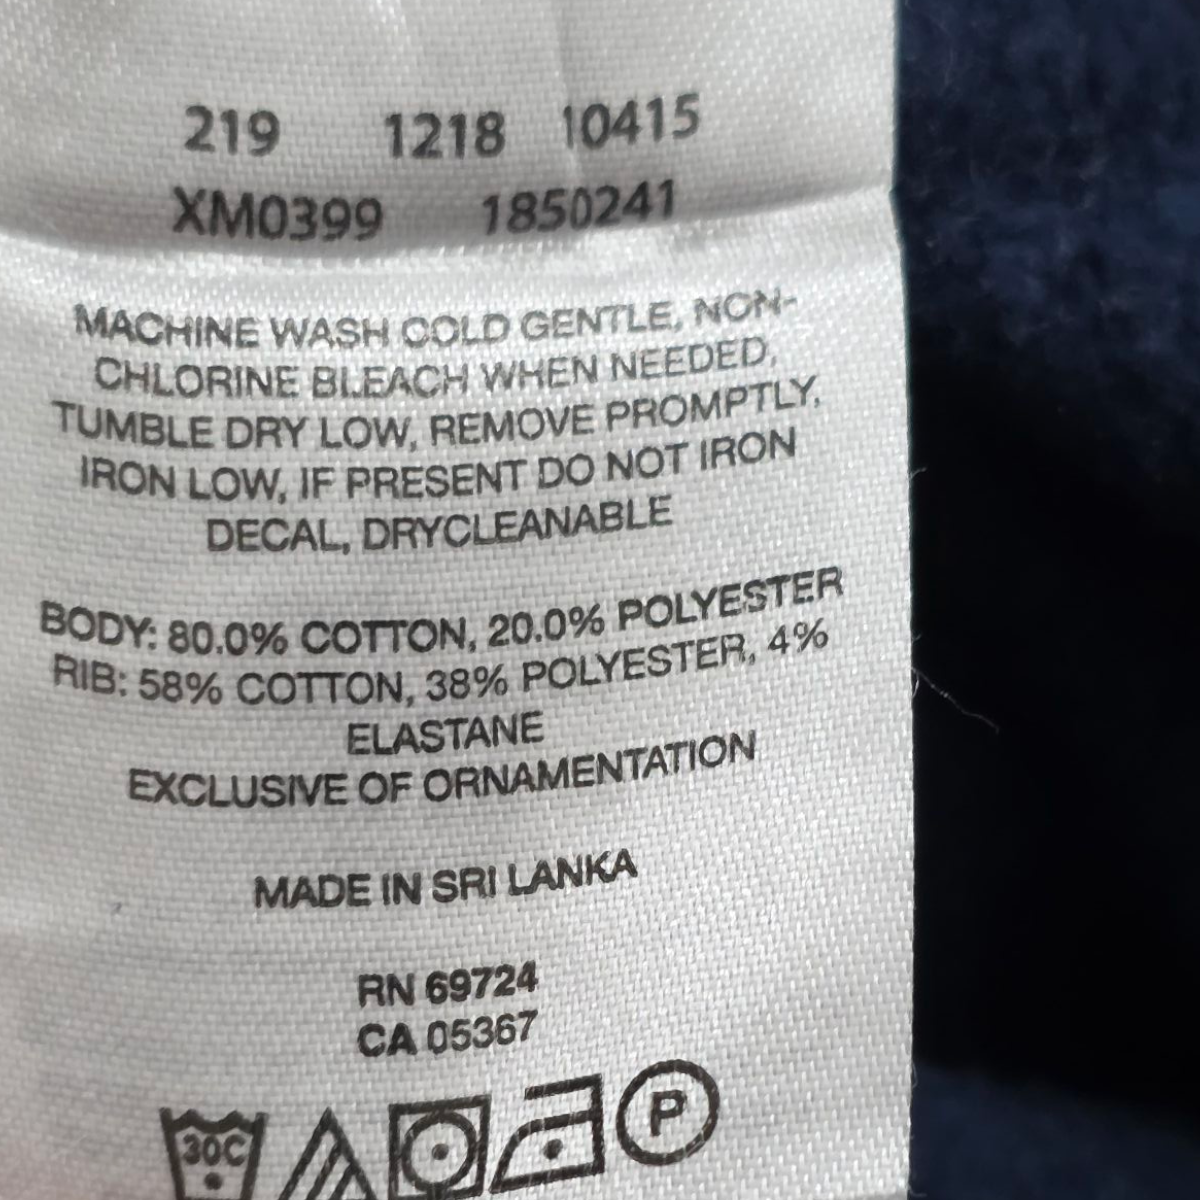 219 1218 10415
XM0399 1850241
MACHINE WASH COLD GENTLE, NON-
CHLORINE BLEACH WHEN NEEDED,
TUMBLE DRY LOW, REMOVE PROMPTLY,
IRON LOW, IF PRESENT DO NOT IRON
DECAL, DRYCLEANABLE
BODY: 80.0% COTTON, 20.0% POLYESTER
RIB: 58% COTTON, 38% POLYESTER, 4%
ELASTANE
EXCLUSIVE OF ORNAMENTATION
MADE IN SRI LANKA
RN 69724
CA 05367
30C P